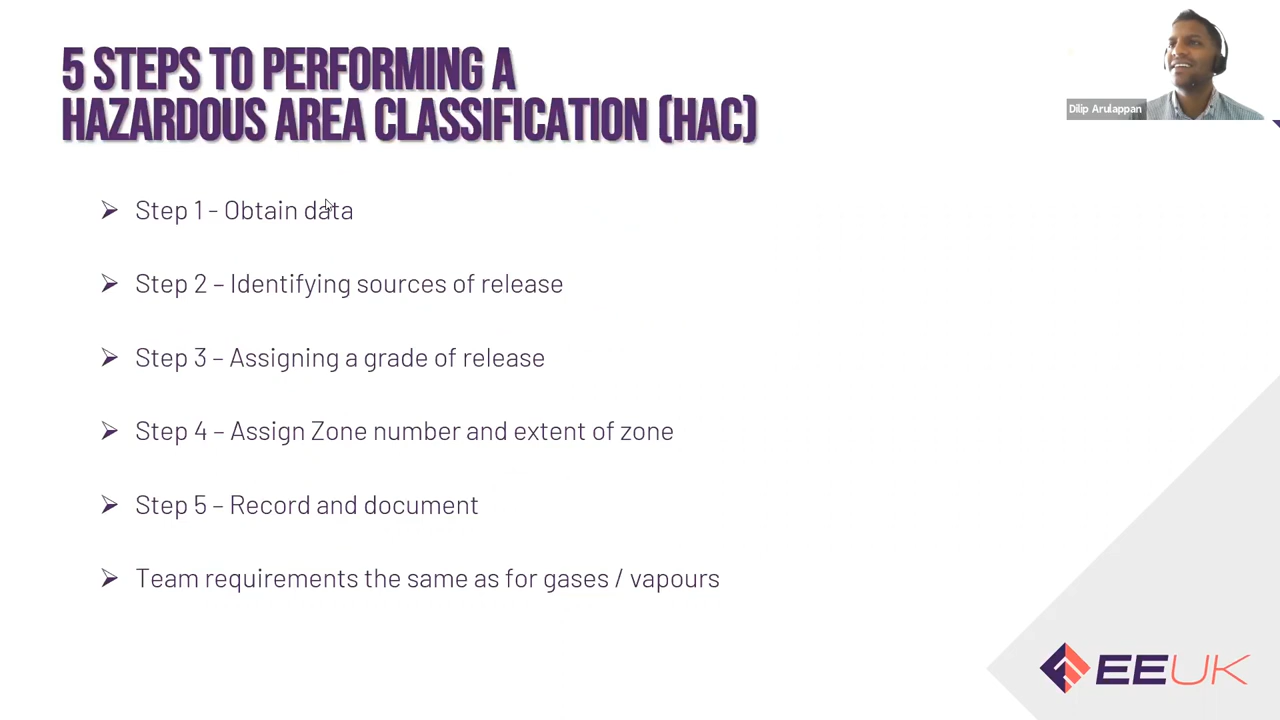 5 STEPS TO PERFORMING A
HAZARDOUS AREA CLASSIFICATION (HAC)
Dilip Arulappan
Step 1 - Obtain data
Step 2 – Identifying sources of release
Step 3 – Assigning a grade of release
Step 4 – Assign Zone number and extent of zone
Step 5 – Record and document
Team requirements the same as for gases / vapours
EEUK